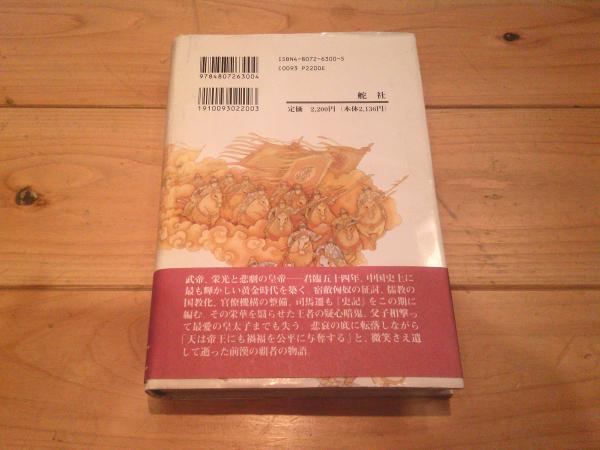 ISBN4-8072-6300-5
C0093 P2200E
9784807263004
1910093022003
舵 社
定価 2,200円(本体2,136円)
武帝、栄光と悲劇の皇帝――君臨五十四年、中国史上に
最も輝かしい黄金時代を築く。宿敵匈奴の征討、儒教の
国教化、官僚機構の整備、司馬遷も『史記』をこの期に
編む。その栄華を翳らせた王者の疑心暗鬼、父子相撃っ
て最愛の皇太子までも失う。悲哀の底に転落しながら
「天は帝王にも禍福を公平に与奪する」と、微笑さえ遺
して逝った前漢の覇者の物語